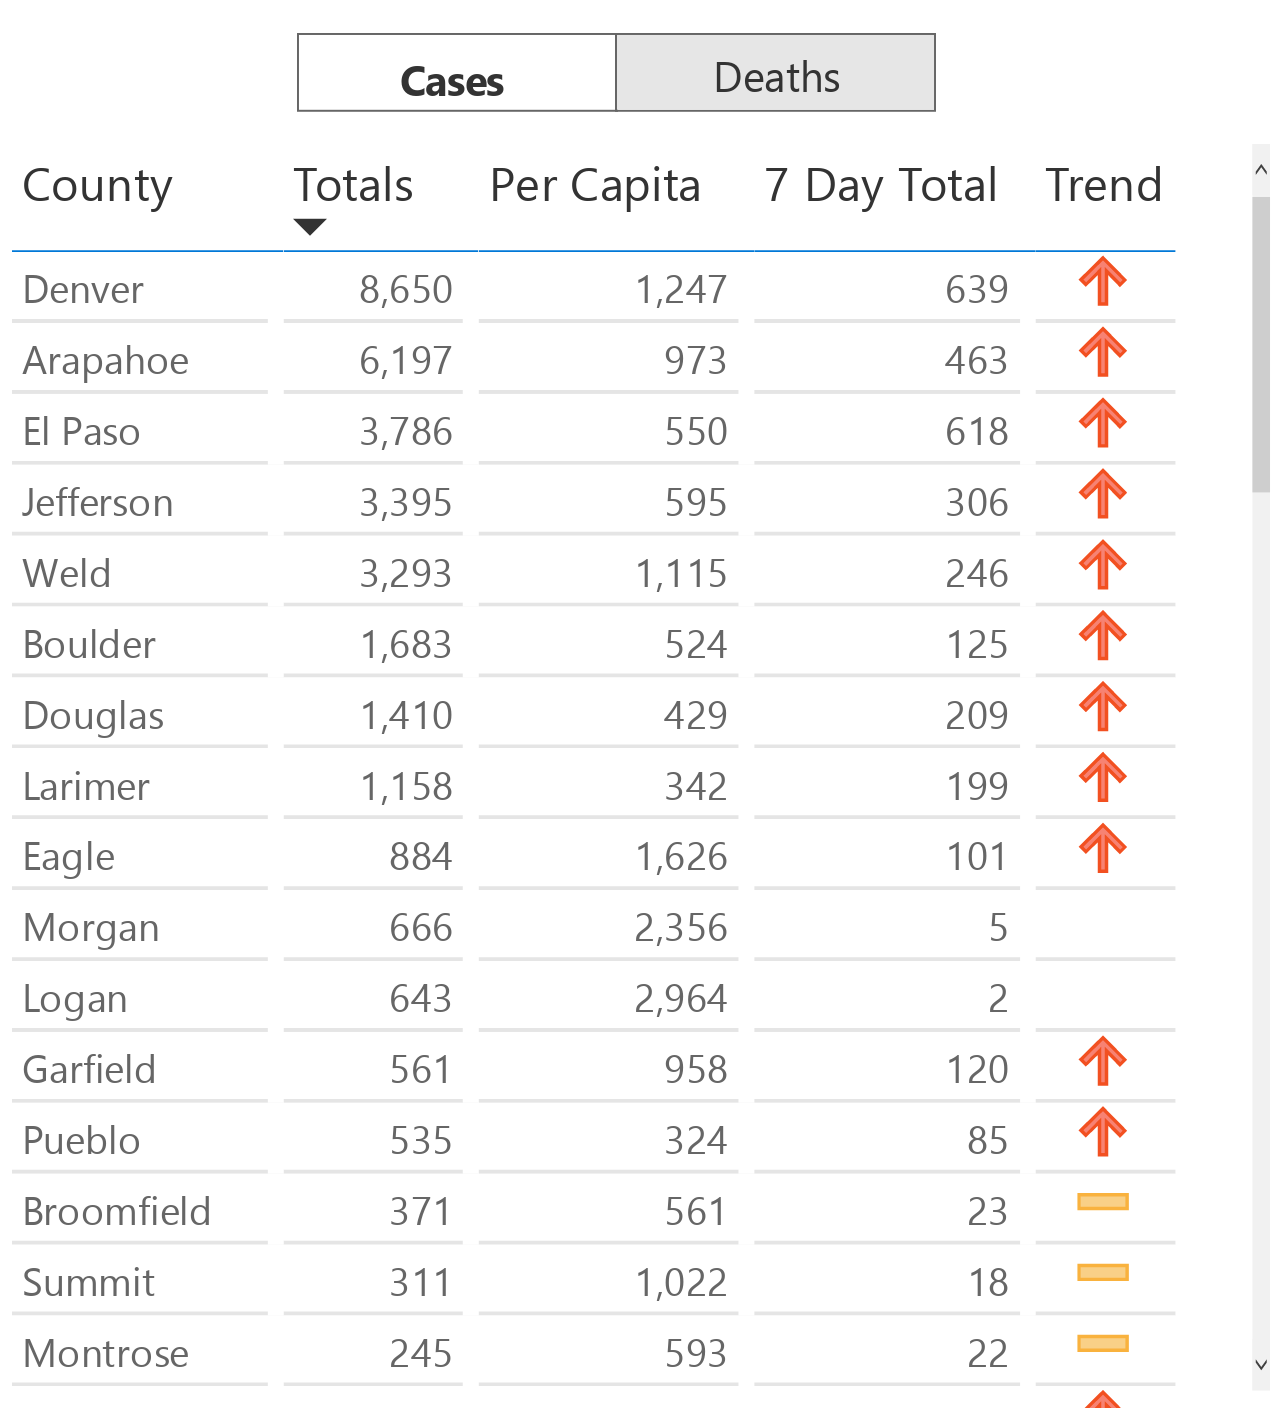 Cases Deaths
County Totals Per Capita 7 Day Total Trend
Denver 8,650 1,247 639
Arapahoe 6,197 973 463
El Paso 3,786 550 618
Jefferson 3,395 595 306
Weld 3,293 1,115 246
Boulder 1,683 524 125
Douglas 1,410 429 209
Larimer 1,158 342 199
Eagle 884 1,626 101
Morgan 666 2,356 5
Logan 643 2,964 2
Garfield 561 958 120
Pueblo 535 324 85
Broomfield 371 561 23
Summit 311 1,022 18
Montrose 245 593 22